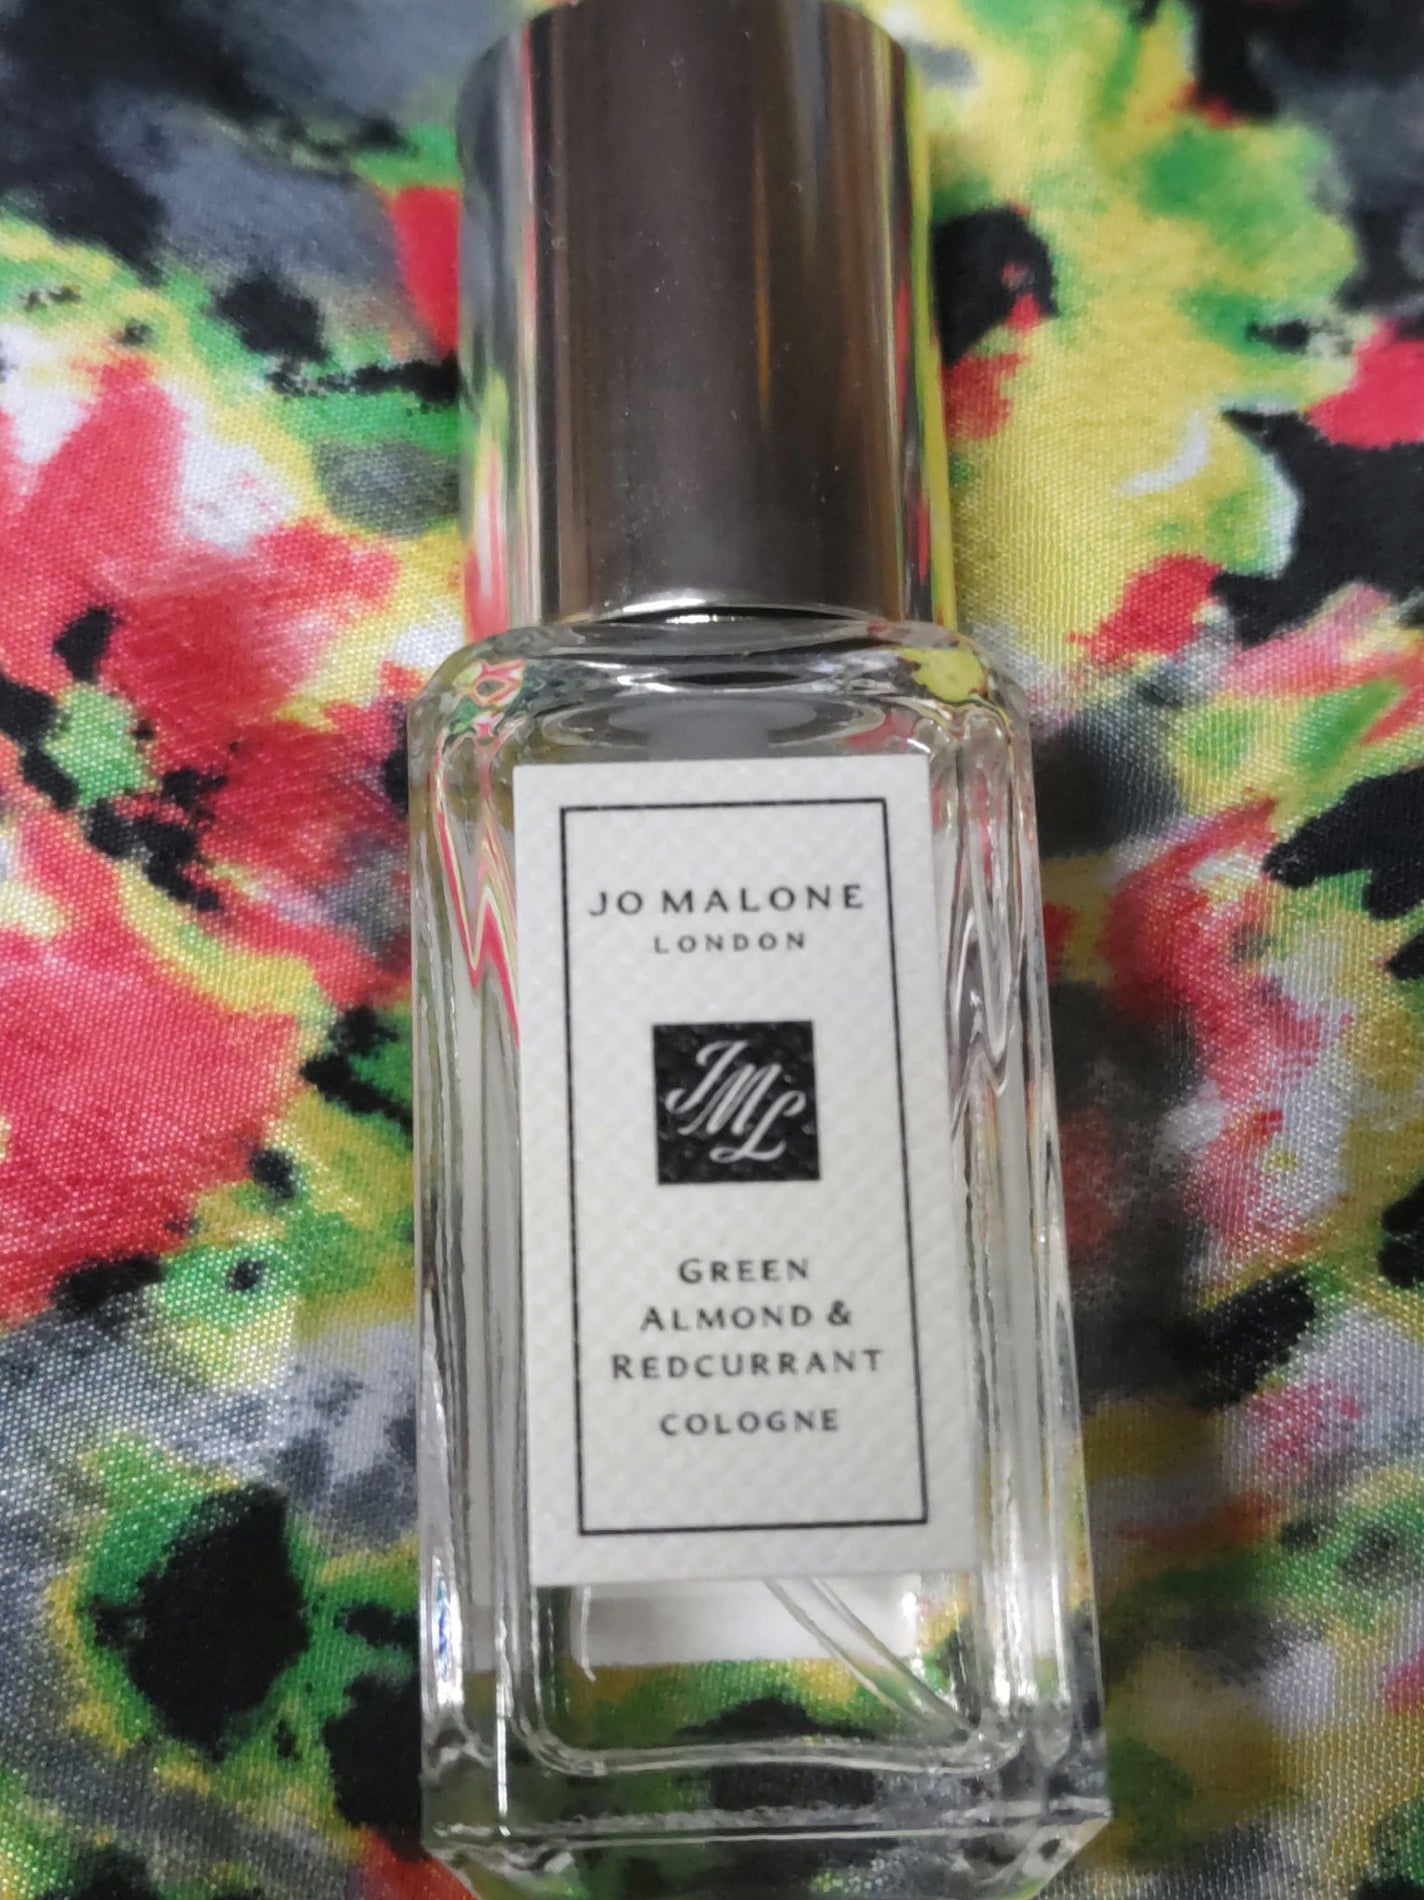 JO MALONE
LONDON
JML
GREEN
ALMOND &
REDCURRANT
COLOGNE